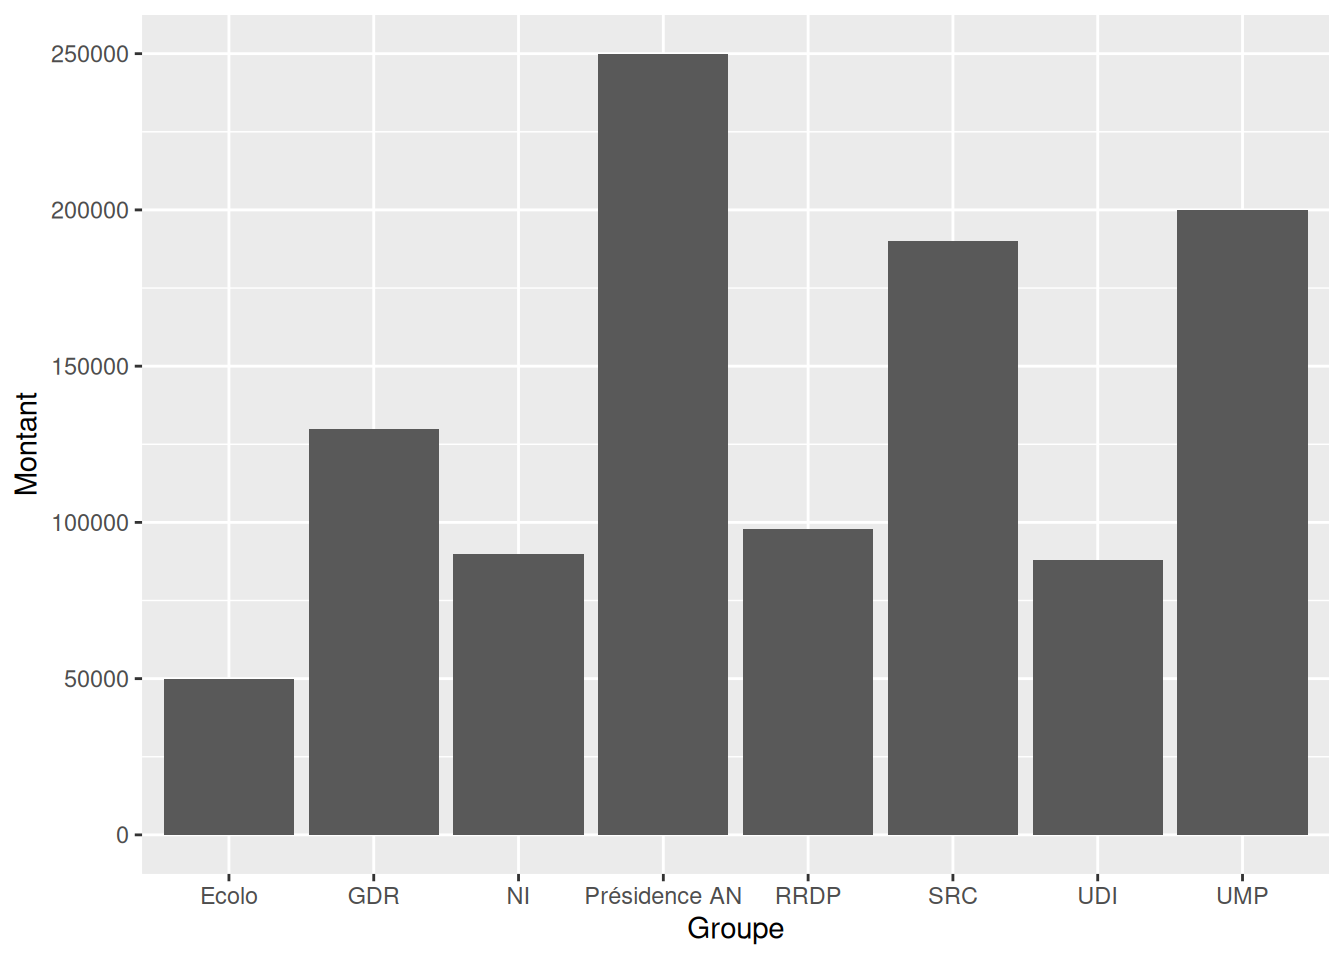 250000
200000
150000
100000
50000
0
Montant
Ecolo GDR NI Présidence AN RRDP SRC UDI UMP
Groupe